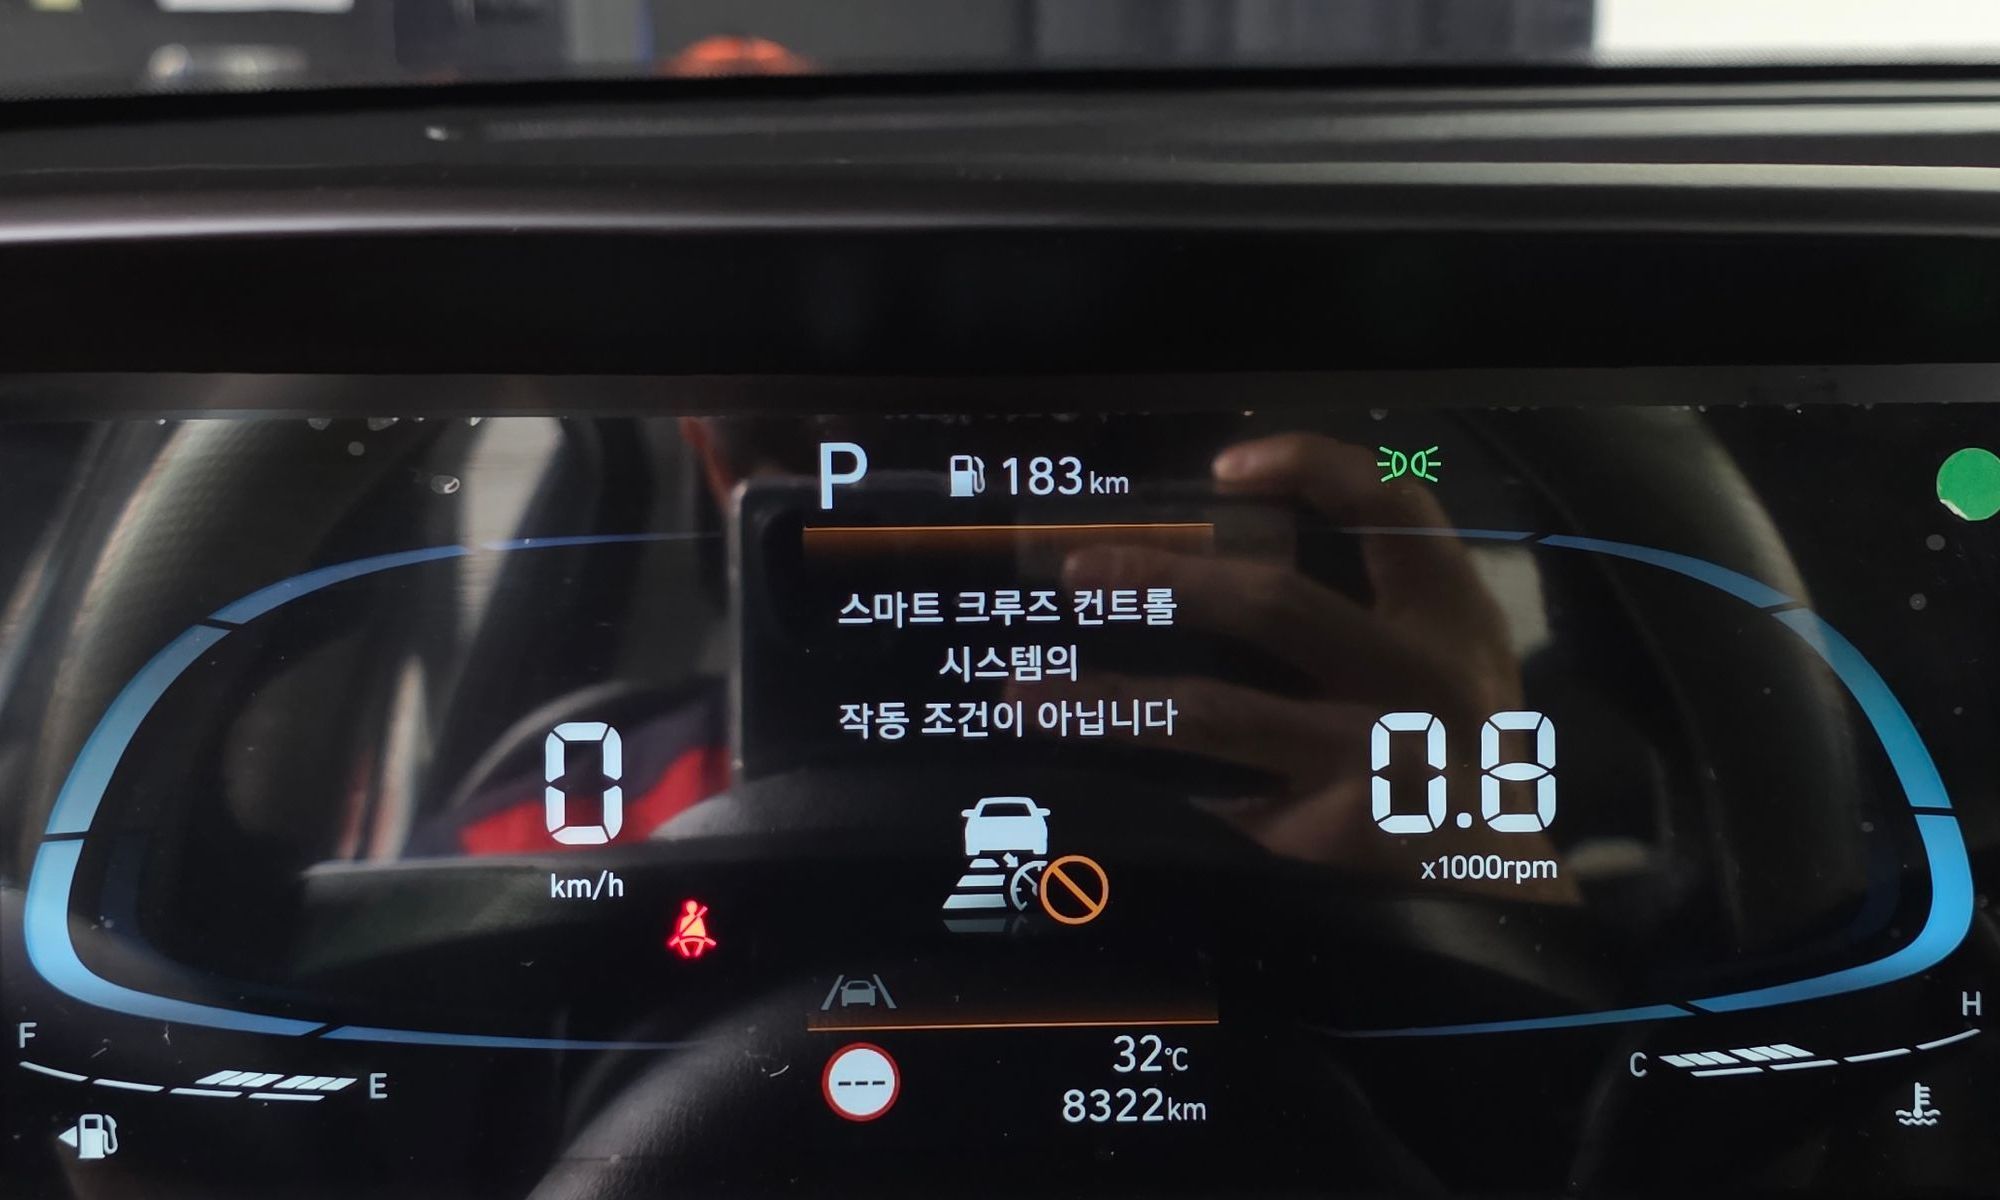 P 183km
스마트 크루즈 컨트롤
시스템의
작동 조건이 아닙니다
0
km/h
0.8
x1000rpm
F E
C H
---
32°C
8322km